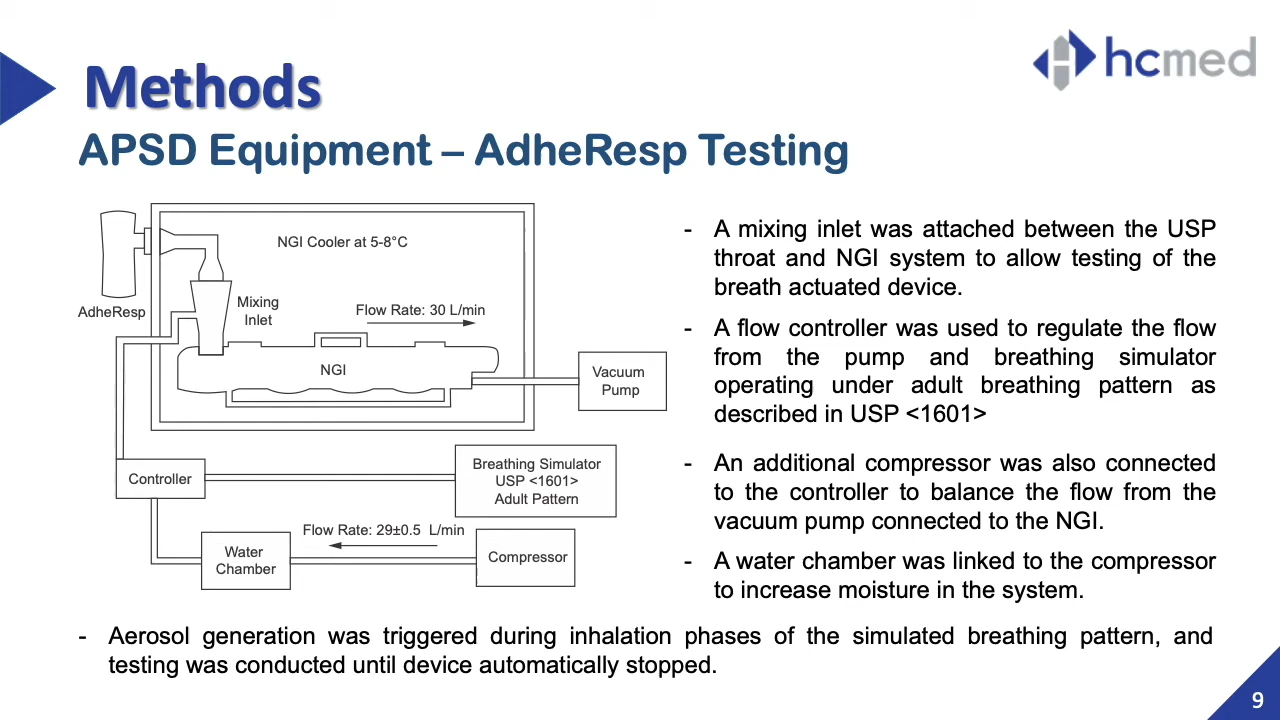 hcmed
Methods
APSD Equipment – AdheResp Testing
NGI Cooler at 5-8°C
AdheResp
Mixing
Inlet
Flow Rate: 30 L/min
NGI
Vacuum
Pump
Controller
Breathing Simulator
USP <1601>
Adult Pattern
Flow Rate: 29±0.5 L/min
Water
Chamber
Compressor
- A mixing inlet was attached between the USP
throat and NGI system to allow testing of the
breath actuated device.
- A flow controller was used to regulate the flow
from the pump and breathing simulator
operating under adult breathing pattern as
described in USP <1601>
- An additional compressor was also connected
to the controller to balance the flow from the
vacuum pump connected to the NGI.
- A water chamber was linked to the compressor
to increase moisture in the system.
- Aerosol generation was triggered during inhalation phases of the simulated breathing pattern, and
testing was conducted until device automatically stopped.
9